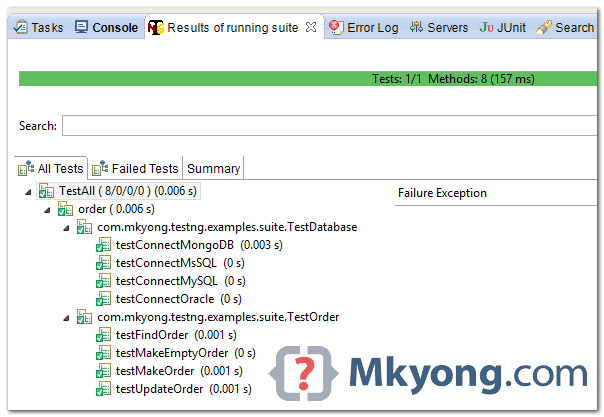 Tasks Console Results of running suite Error Log Servers JUnit Search
Tests: 1/1 Methods: 8 (157 ms)
Search:
All Tests Failed Tests Summary
TestAll ( 8/0/0/0 ) (0.006 s)
Failure Exception
order ( 0.006 s)
com.mkyong.testng.examples.suite.TestDatabase
testConnectMongoDB (0.003 s)
testConnectMsSQL (0 s)
testConnectMySQL (0 s)
testConnectOracle (0 s)
com.mkyong.testng.examples.suite.TestOrder
testFindOrder (0.001 s)
testMakeEmptyOrder (0 s)
testMakeOrder (0.001 s)
testUpdateOrder (0.001 s)
{?} Mkyong.com